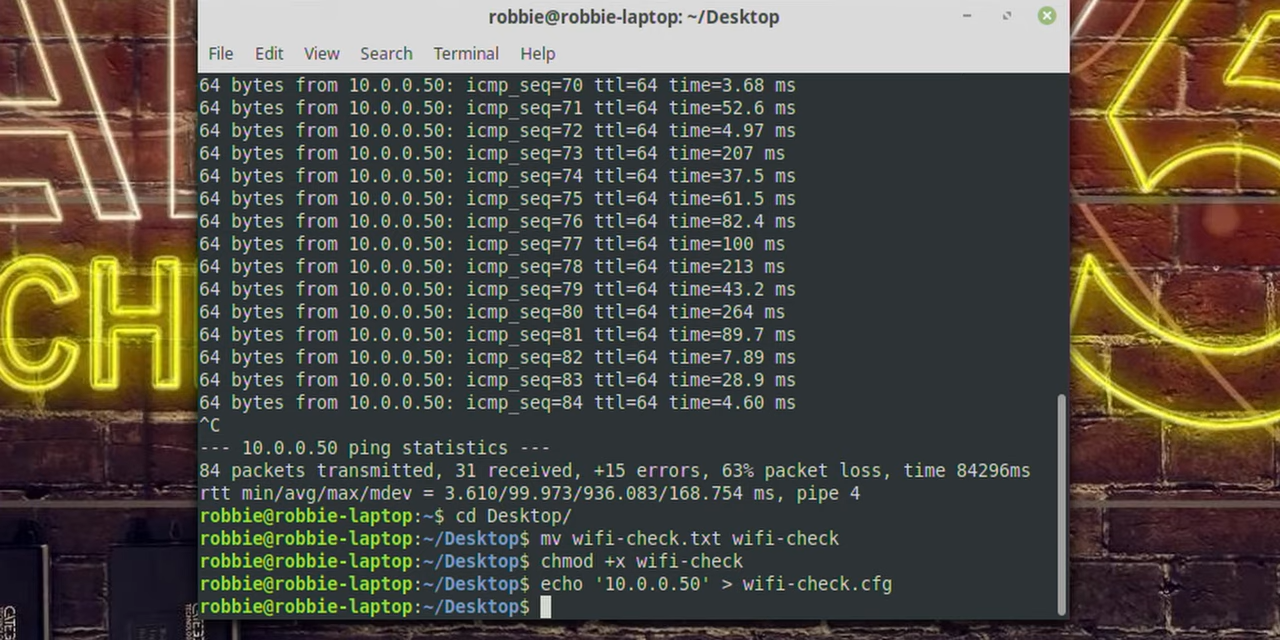 robbie@robbie-laptop: ~/Desktop
File Edit View Search Terminal Help
64 bytes from 10.0.0.50: icmp_seq=70 ttl=64 time=3.68 ms
64 bytes from 10.0.0.50: icmp_seq=71 ttl=64 time=52.6 ms
64 bytes from 10.0.0.50: icmp_seq=72 ttl=64 time=4.97 ms
64 bytes from 10.0.0.50: icmp_seq=73 ttl=64 time=207 ms
64 bytes from 10.0.0.50: icmp_seq=74 ttl=64 time=37.5 ms
64 bytes from 10.0.0.50: icmp_seq=75 ttl=64 time=61.5 ms
64 bytes from 10.0.0.50: icmp_seq=76 ttl=64 time=82.4 ms
64 bytes from 10.0.0.50: icmp_seq=77 ttl=64 time=100 ms
64 bytes from 10.0.0.50: icmp_seq=78 ttl=64 time=213 ms
64 bytes from 10.0.0.50: icmp_seq=79 ttl=64 time=43.2 ms
64 bytes from 10.0.0.50: icmp_seq=80 ttl=64 time=264 ms
64 bytes from 10.0.0.50: icmp_seq=81 ttl=64 time=89.7 ms
64 bytes from 10.0.0.50: icmp_seq=82 ttl=64 time=7.89 ms
64 bytes from 10.0.0.50: icmp_seq=83 ttl=64 time=28.9 ms
64 bytes from 10.0.0.50: icmp_seq=84 ttl=64 time=4.60 ms
^C
--- 10.0.0.50 ping statistics ---
84 packets transmitted, 31 received, +15 errors, 63% packet loss, time 84296ms
rtt min/avg/max/mdev = 3.610/99.973/936.083/168.754 ms, pipe 4
robbie@robbie-laptop:~$ cd Desktop/
robbie@robbie-laptop:~/Desktop$ mv wifi-check.txt wifi-check
robbie@robbie-laptop:~/Desktop$ chmod +x wifi-check
robbie@robbie-laptop:~/Desktop$ echo '10.0.0.50' > wifi-check.cfg
robbie@robbie-laptop:~/Desktop$
CH